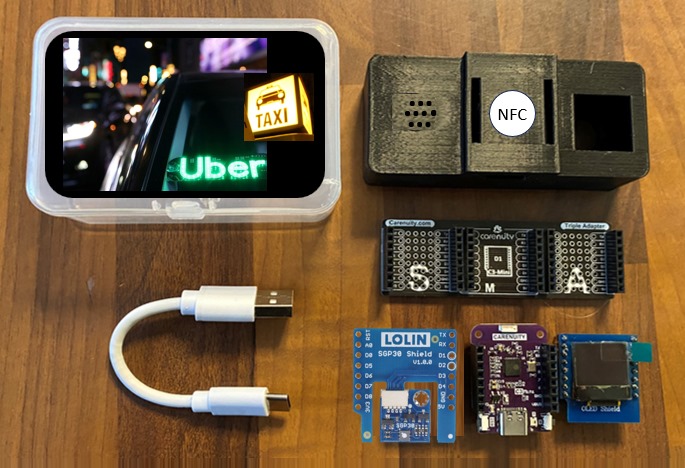 TAXI
Uber
NFC
Carenuity.com
carenuity
Triple Adapter
D1
C3-Mini
S
M
A
LOLIN
SGP30 Shield
V1.0.0
RST
A0
D0
D5
D6
D7
D8
3V3
TX
RX
D1
D2
D3
D4
GND
5V
SGP30
CARENUITY
OLED Shield